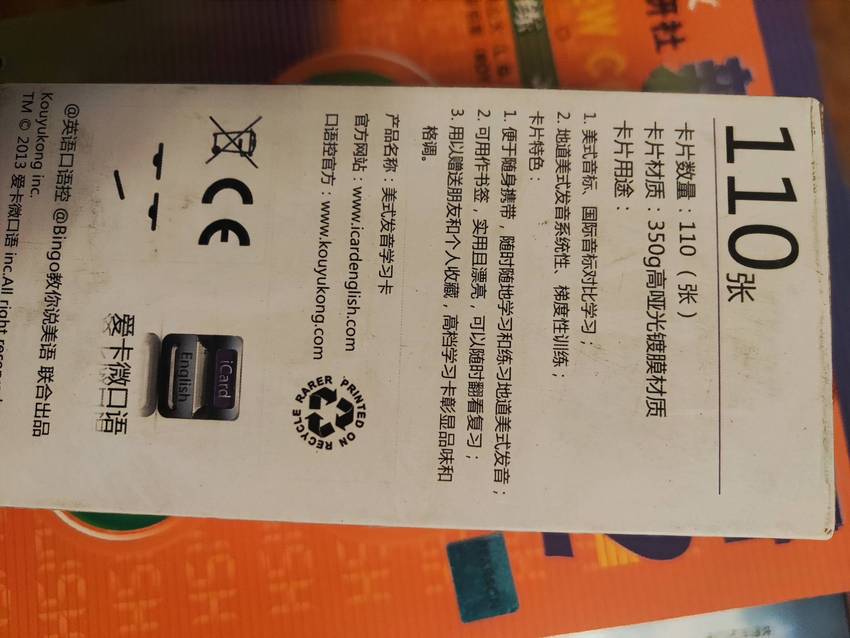 110张
卡片数量：110（张）
卡片材质：350g高哑光镀膜材质
卡片用途：
1. 美式音标、国际音标对比学习；
2. 地道美式发音系统性、梯度性训练；
卡片特色：
1. 便于随身携带，随时随地学习和练习地道美式发音；
2. 可用作书签，实用且漂亮，可以随时翻看复习；
3. 用以赠送朋友和个人收藏，高档学习卡彰显品味和
格调。
产品名称：美式发音学习卡
官方网站：www.icardenglish.com
口语控官方：www.kouyukong.com
PRINTED ON RECYCLE RARER
CE
iCard
English
爱卡微口语
@英语口语控 @Bingo教你说美语 联合出品
Kouyukong inc.
TM © 2013 爱卡微口语 inc.All right
研社
EW C
SH
SH
SH
SH